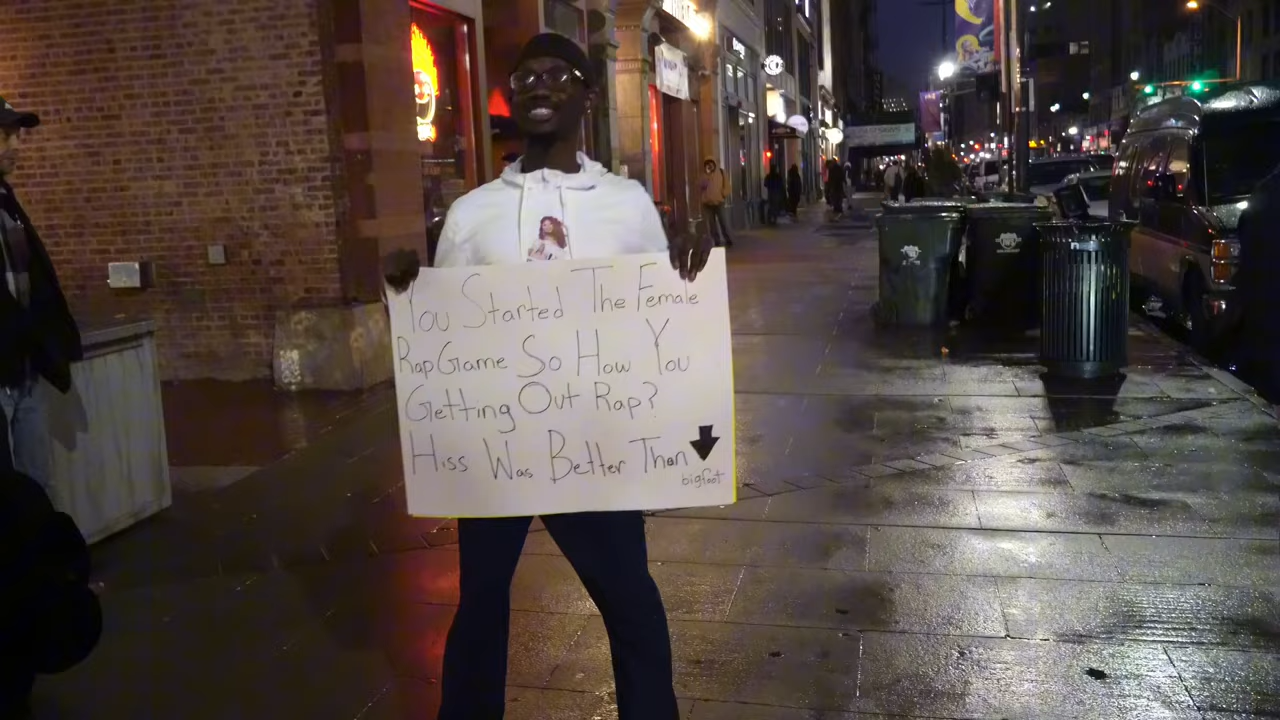 You Started The Female
Rap Game So How You
Getting Out Rap?
Hiss Was Better Than
bigfoot